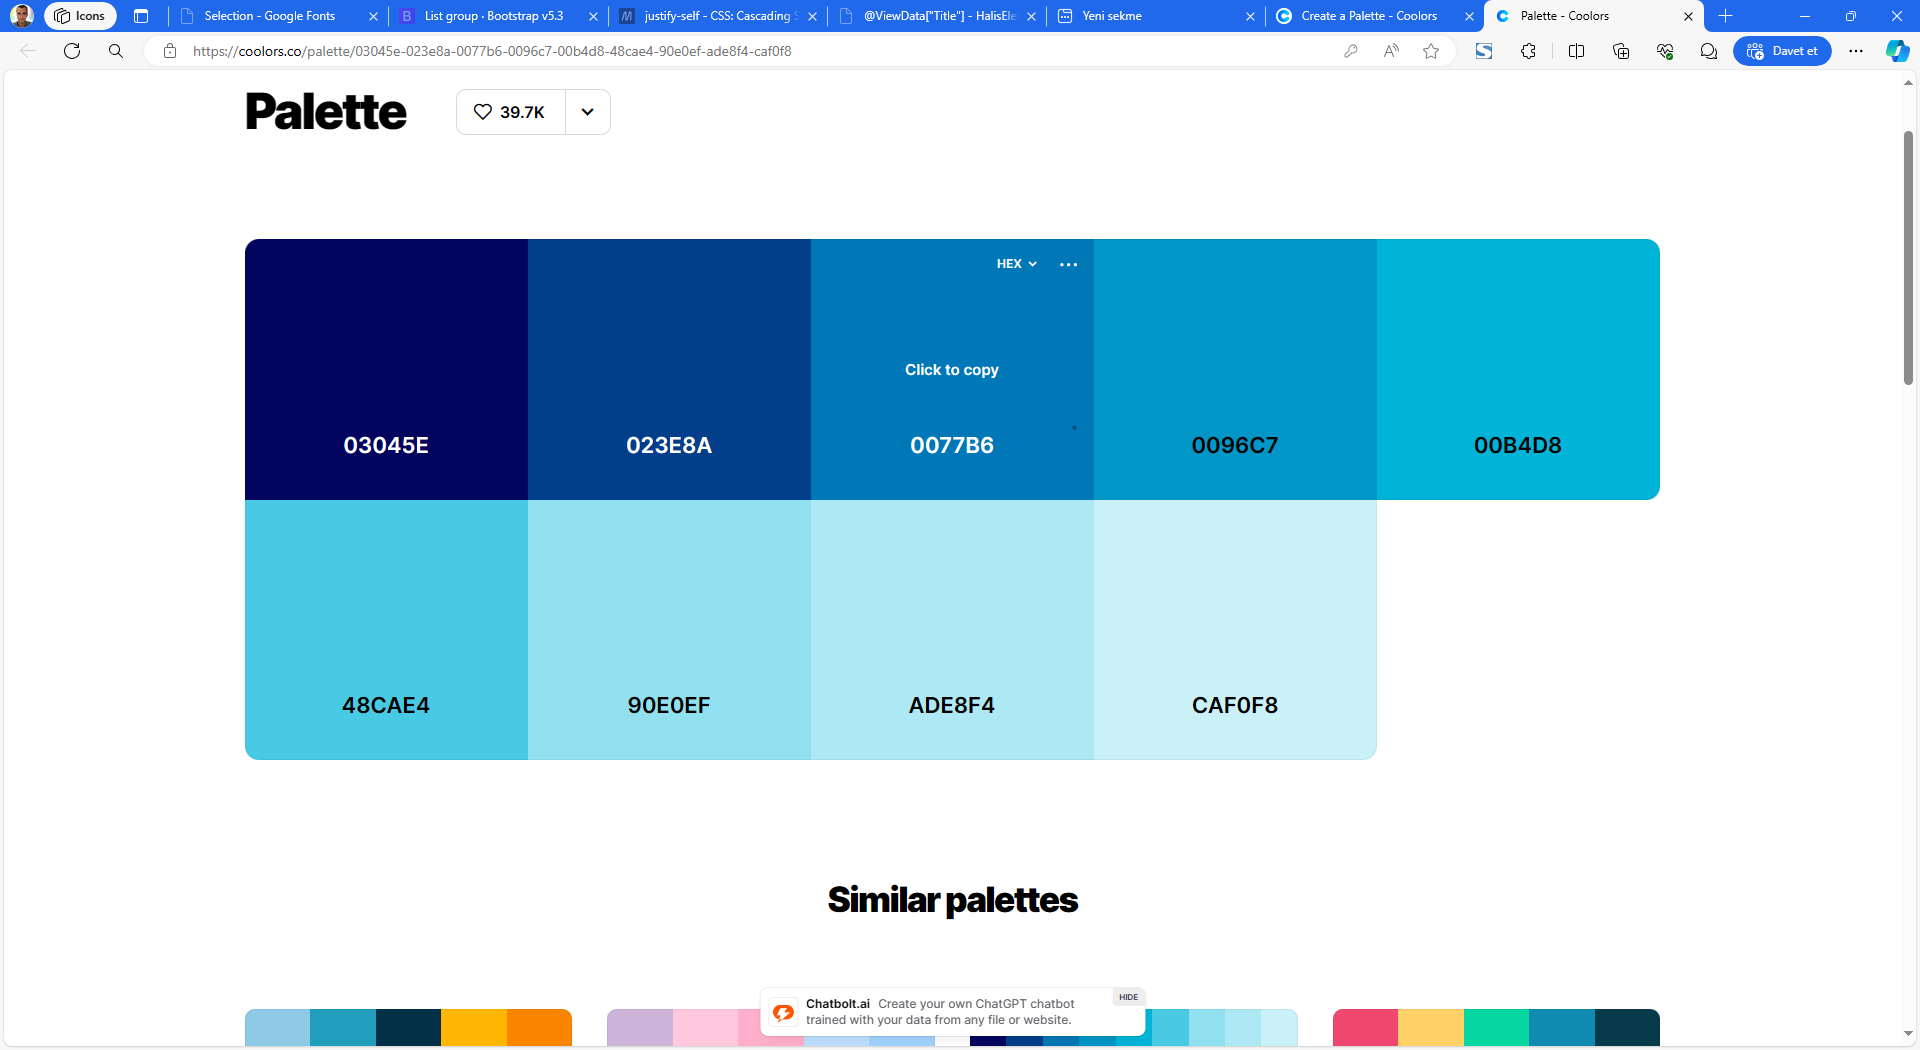 Icons
Selection - Google Fonts
List group · Bootstrap v5.3
justify-self - CSS: Cascading S
@ViewData["Title"] - HalisEle
Yeni sekme
Create a Palette - Coolors
Palette - Coolors
https://coolors.co/palette/03045e-023e8a-0077b6-0096c7-00b4d8-48cae4-90e0ef-ade8f4-caf0f8
Davet et
Palette
39.7K
HEX
Click to copy
03045E
023E8A
0077B6
0096C7
00B4D8
48CAE4
90E0EF
ADE8F4
CAF0F8
Similar palettes
Chatbolt.ai Create your own ChatGPT chatbot
trained with your data from any file or website.
HIDE